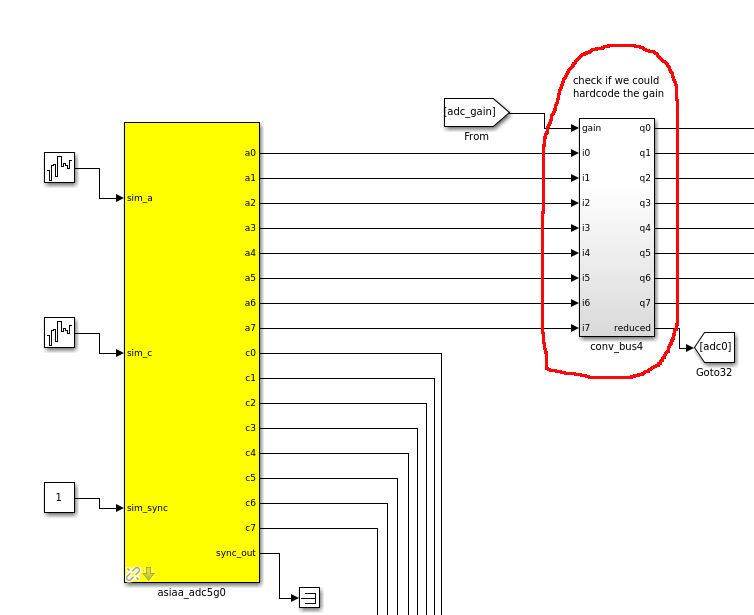 check if we could
hardcode the gain
[adc_gain]
From
gain
q0
a0
i0
q1
a1
i1
q2
sim_a
a2
i2
q3
a3
i3
q4
a4
i4
q5
a5
i5
q6
a6
i6
q7
a7
i7
reduced
[adc0]
conv_bus4
Goto32
sim_c
c0
c1
c2
c3
c4
c5
c6
1
sim_sync
c7
sync_out
asiaa_adc5g0